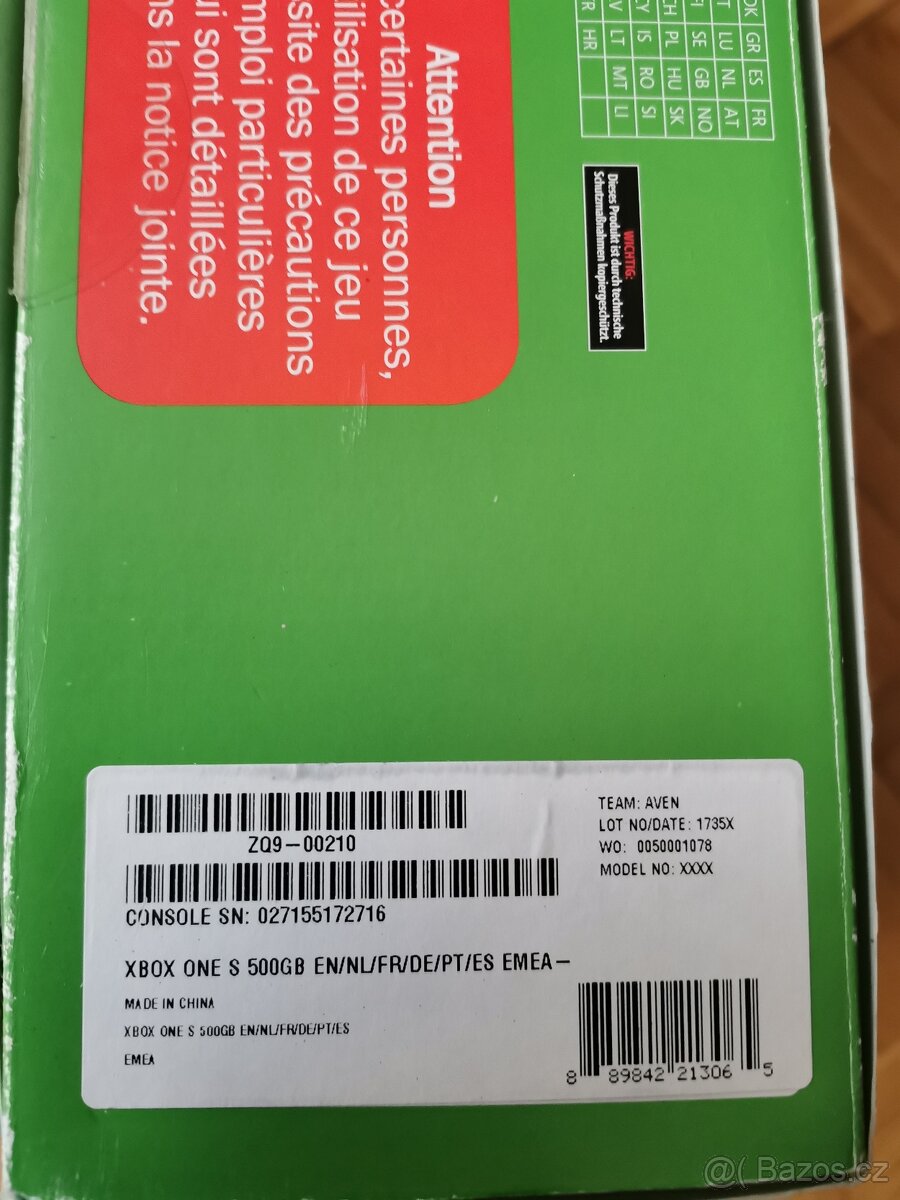 Attention
certaines personnes,
ilisation de ce jeu
site des précautions
mploi particulières
ui sont détaillées
ns la notice jointe.
DK GR ES FR
T LU NL AT
FI SE GB NO
CH PL HU SK
CY IS RO SI
V LT MT LI
R HR
WICHTIG:
Dieses Produkt ist durch technische
Schutzmaßnahmen kopiergeschützt.
ZQ9-00210
CONSOLE SN: 027155172716
XBOX ONE S 500GB EN/NL/FR/DE/PT/ES EMEA-
MADE IN CHINA
XBOX ONE S 500GB EN/NL/FR/DE/PT/ES
EMEA
TEAM: AVEN
LOT NO/DATE: 1735X
WO: 0050001078
MODEL NO: XXXX
8 89842 21306 5
@( Bazos.cz